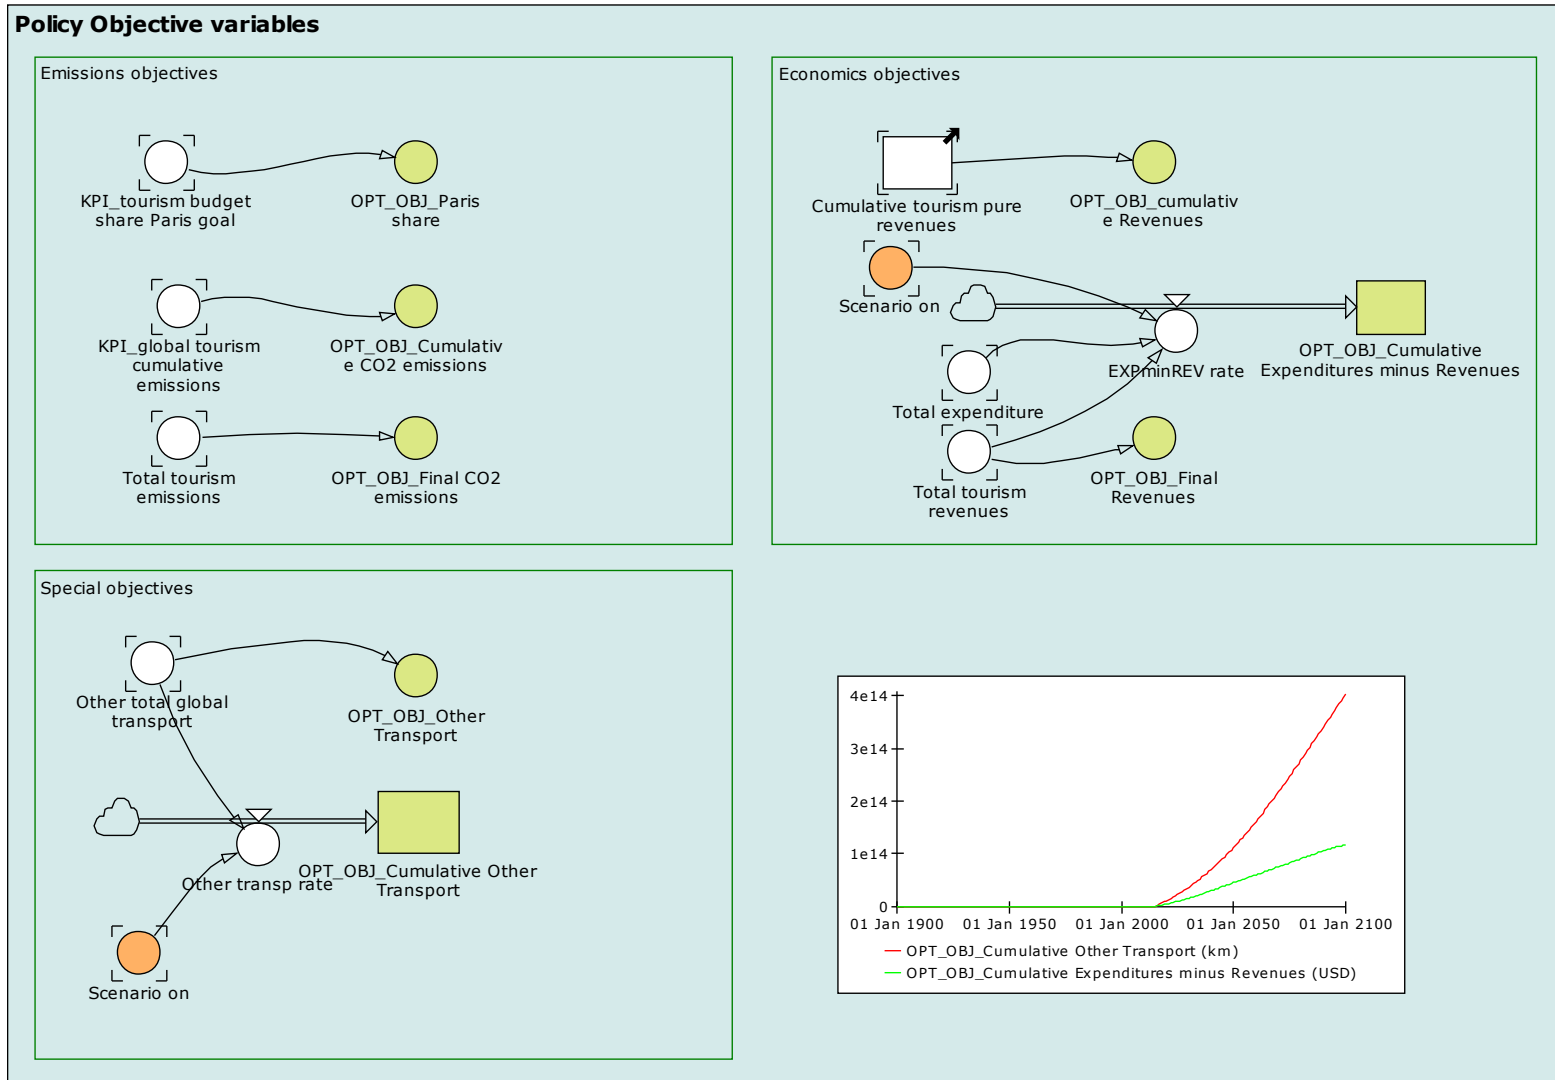 Policy Objective variables
Emissions objectives
KPI_tourism budget
share Paris goal
OPT_OBJ_Paris
share
KPI_global tourism
cumulative
emissions
OPT_OBJ_Cumulativ
e CO2 emissions
Total tourism
emissions
OPT_OBJ_Final CO2
emissions
Economics objectives
Cumulative tourism pure
revenues
OPT_OBJ_cumulativ
e Revenues
Scenario on
EXPminREV rate
OPT_OBJ_Cumulative
Expenditures minus Revenues
Total expenditure
Total tourism
revenues
OPT_OBJ_Final
Revenues
Special objectives
Other total global
transport
OPT_OBJ_Other
Transport
Other transp rate
OPT_OBJ_Cumulative Other
Transport
Scenario on
4e14
3e14
2e14
1e14
0
01 Jan 1900 01 Jan 1950 01 Jan 2000 01 Jan 2050 01 Jan 2100
OPT_OBJ_Cumulative Other Transport (km)
OPT_OBJ_Cumulative Expenditures minus Revenues (USD)